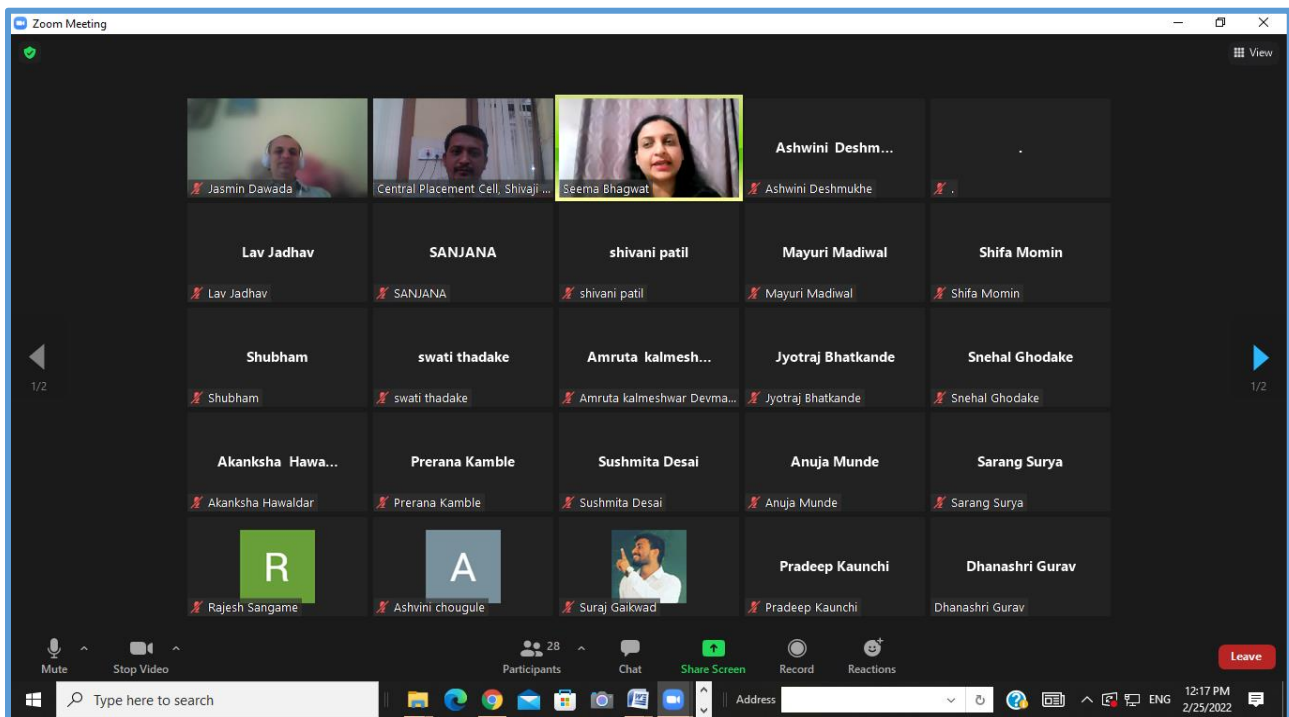 Zoom Meeting
View
Jasmin Dawada
Central Placement Cell, Shivaji ...
Seema Bhagwat
Ashwini Deshm...
Ashwini Deshmukhe
.
.
Lav Jadhav
Lav Jadhav
SANJANA
SANJANA
shivani patil
shivani patil
Mayuri Madiwal
Mayuri Madiwal
Shifa Momin
Shifa Momin
Shubham
Shubham
swati thadake
swati thadake
Amruta kalmesh...
Amruta kalmeshwar Devma...
Jyotraj Bhatkande
Jyotraj Bhatkande
Snehal Ghodake
Snehal Ghodake
1/2
1/2
Akanksha Hawa...
Akanksha Hawaldar
Prerana Kamble
Prerana Kamble
Sushmita Desai
Sushmita Desai
Anuja Munde
Anuja Munde
Sarang Surya
Sarang Surya
R
Rajesh Sangame
A
Ashvini chougule
Suraj Gaikwad
Pradeep Kaunchi
Pradeep Kaunchi
Dhanashri Gurav
Dhanashri Gurav
Mute
Stop Video
28
Participants
Chat
Share Screen
Record
Reactions
Leave
Type here to search
Address
ENG
12:17 PM
2/25/2022